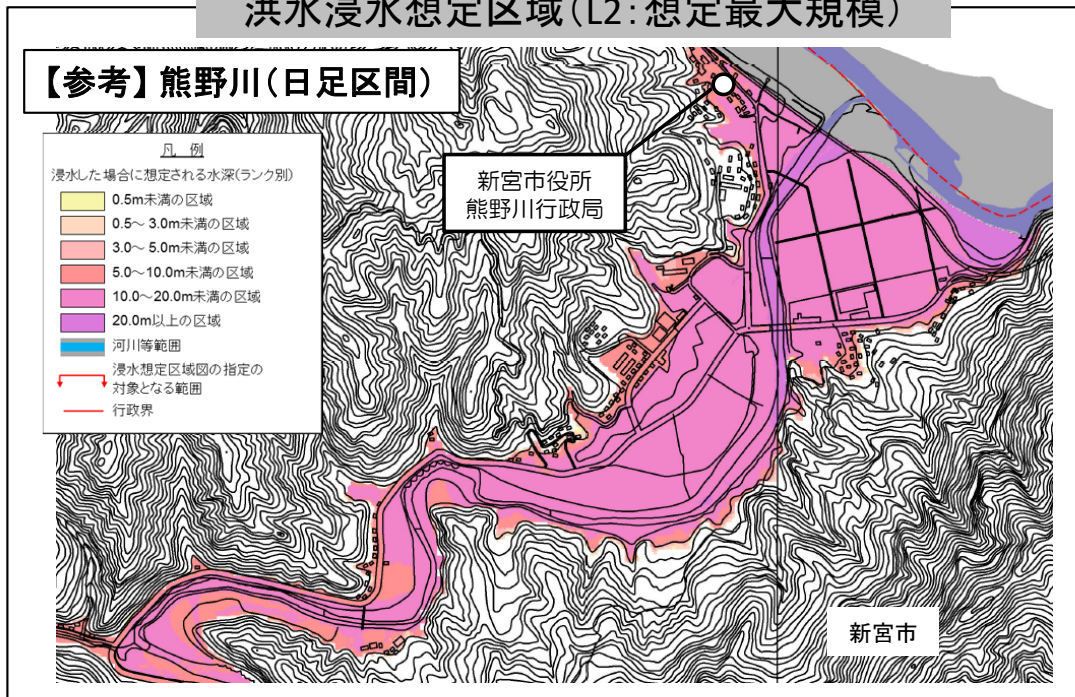 洪水浸水想定区域(L2:想定最大規模)
【参考】熊野川(日足区間)
凡 例
浸水した場合に想定される水深(ランク別)
0.5m未満の区域
0.5~ 3.0m未満の区域
3.0~ 5.0m未満の区域
5.0~10.0m未満の区域
10.0~20.0m未満の区域
20.0m以上の区域
河川等範囲
浸水想定区域図の指定の
対象となる範囲
行政界
新宮市役所
熊野川行政局
新宮市